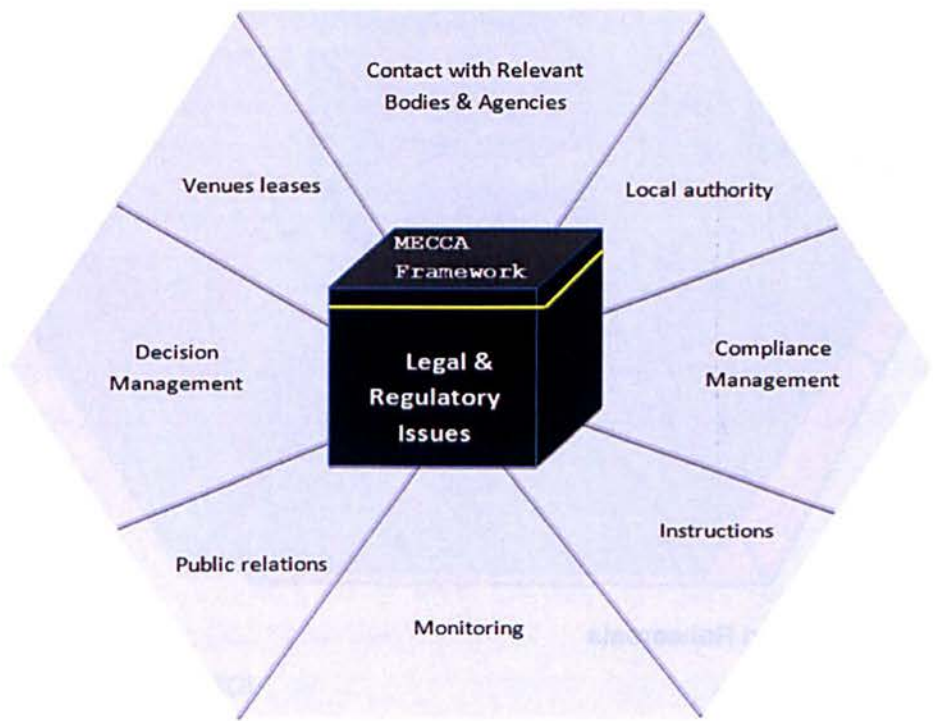 Contact with Relevant
Bodies & Agencies
Venues leases
Local authority
MECCA
Framework
Decision
Management
Legal &
Regulatory
Issues
Compliance
Management
Instructions
Public relations
Monitoring